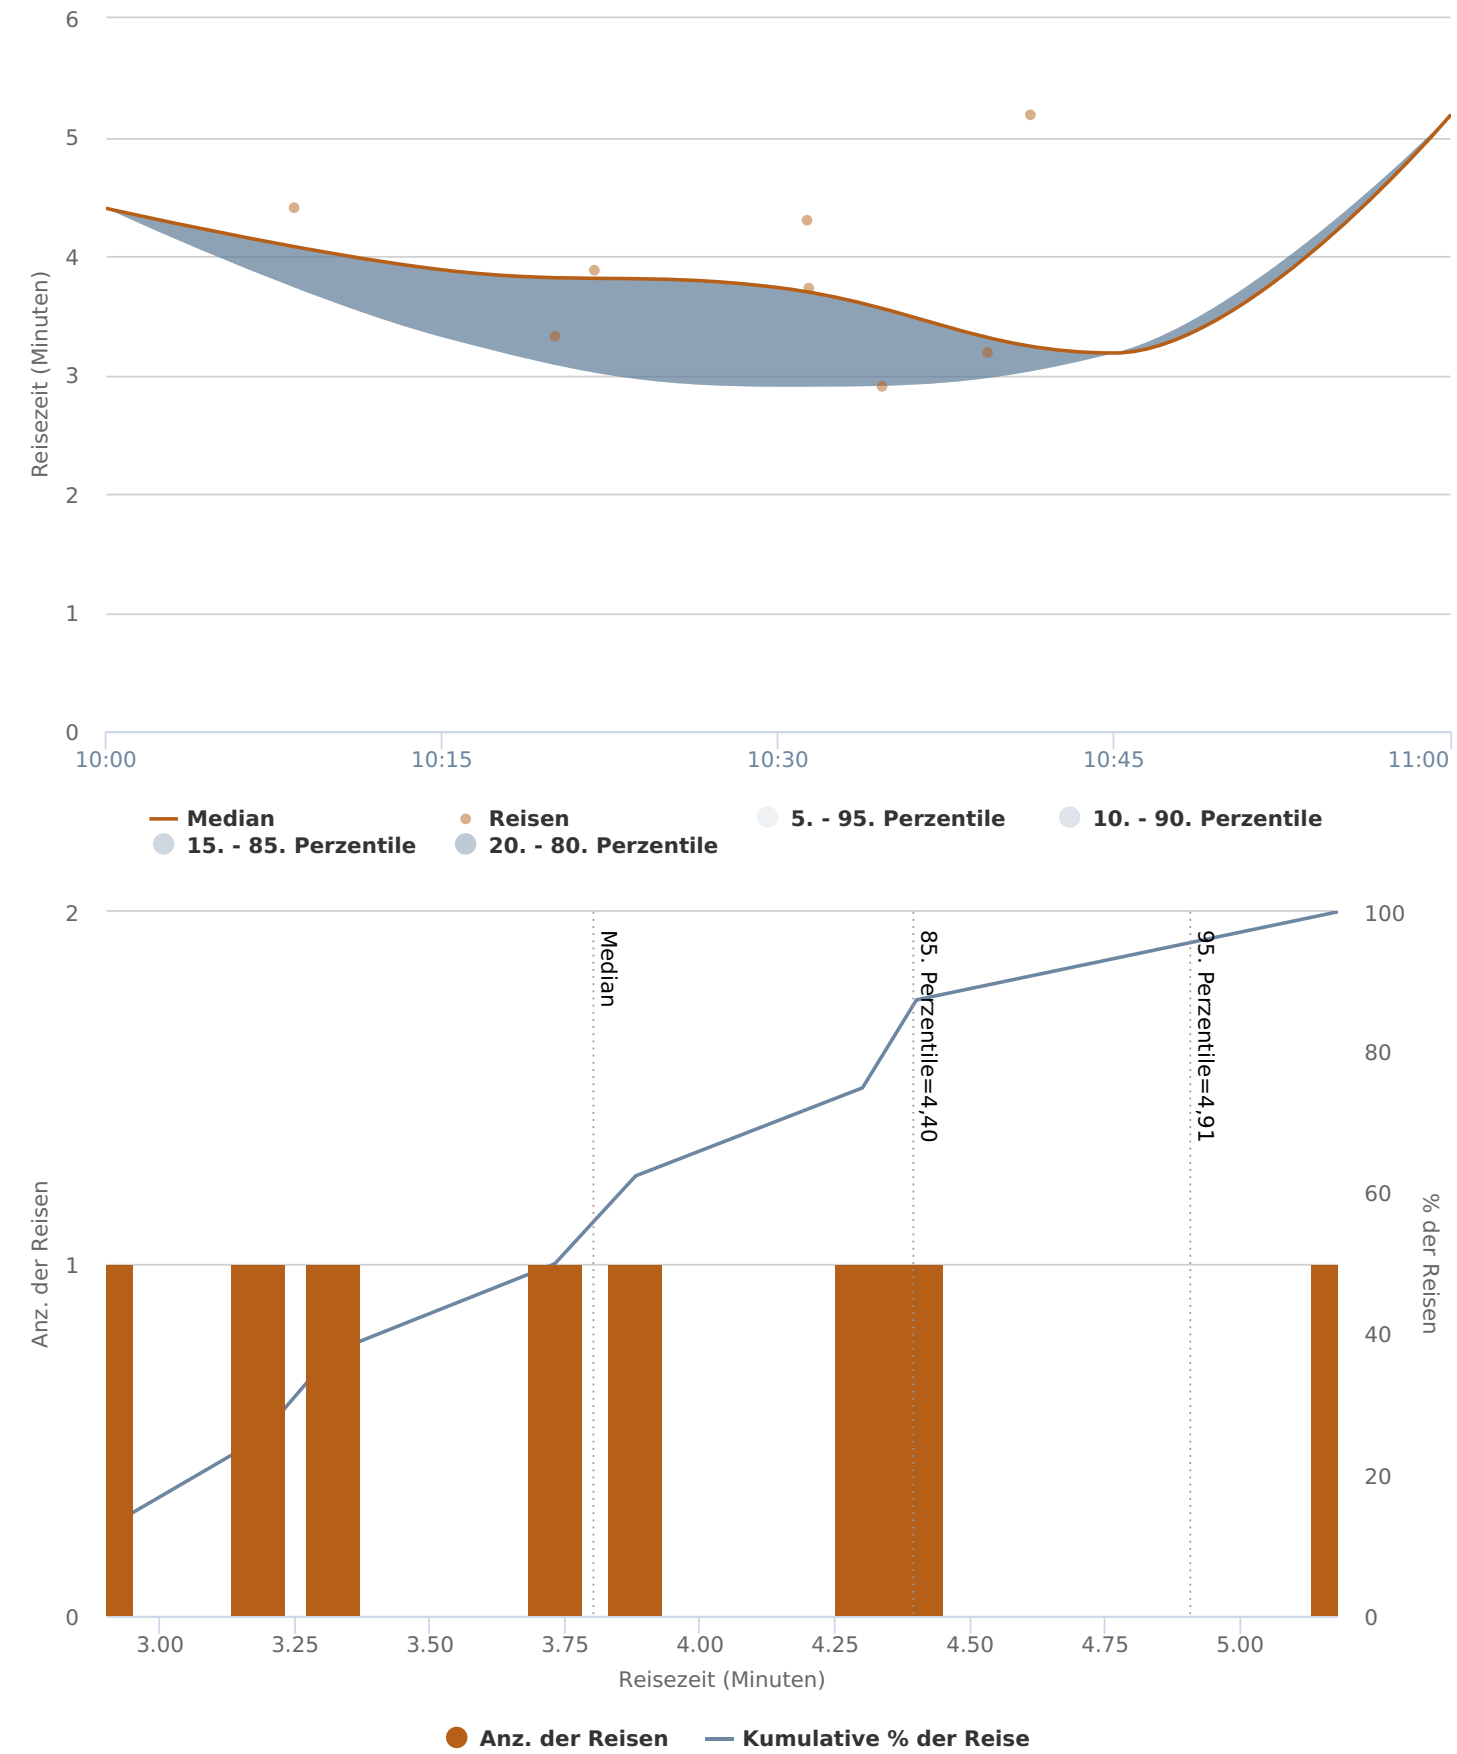 6
5
4
3
2
1
0
Reisezeit (Minuten)
10:00 10:15 10:30 10:45 11:00
Median Reisen 5. - 95. Perzentile 10. - 90. Perzentile
15. - 85. Perzentile 20. - 80. Perzentile
2
1
0
Anz. der Reisen
Median
85. Perzentile=4,40
95. Perzentile=4,91
100
80
60
40
20
0
% der Reisen
3.00 3.25 3.50 3.75 4.00 4.25 4.50 4.75 5.00
Reisezeit (Minuten)
Anz. der Reisen Kumulative % der Reise